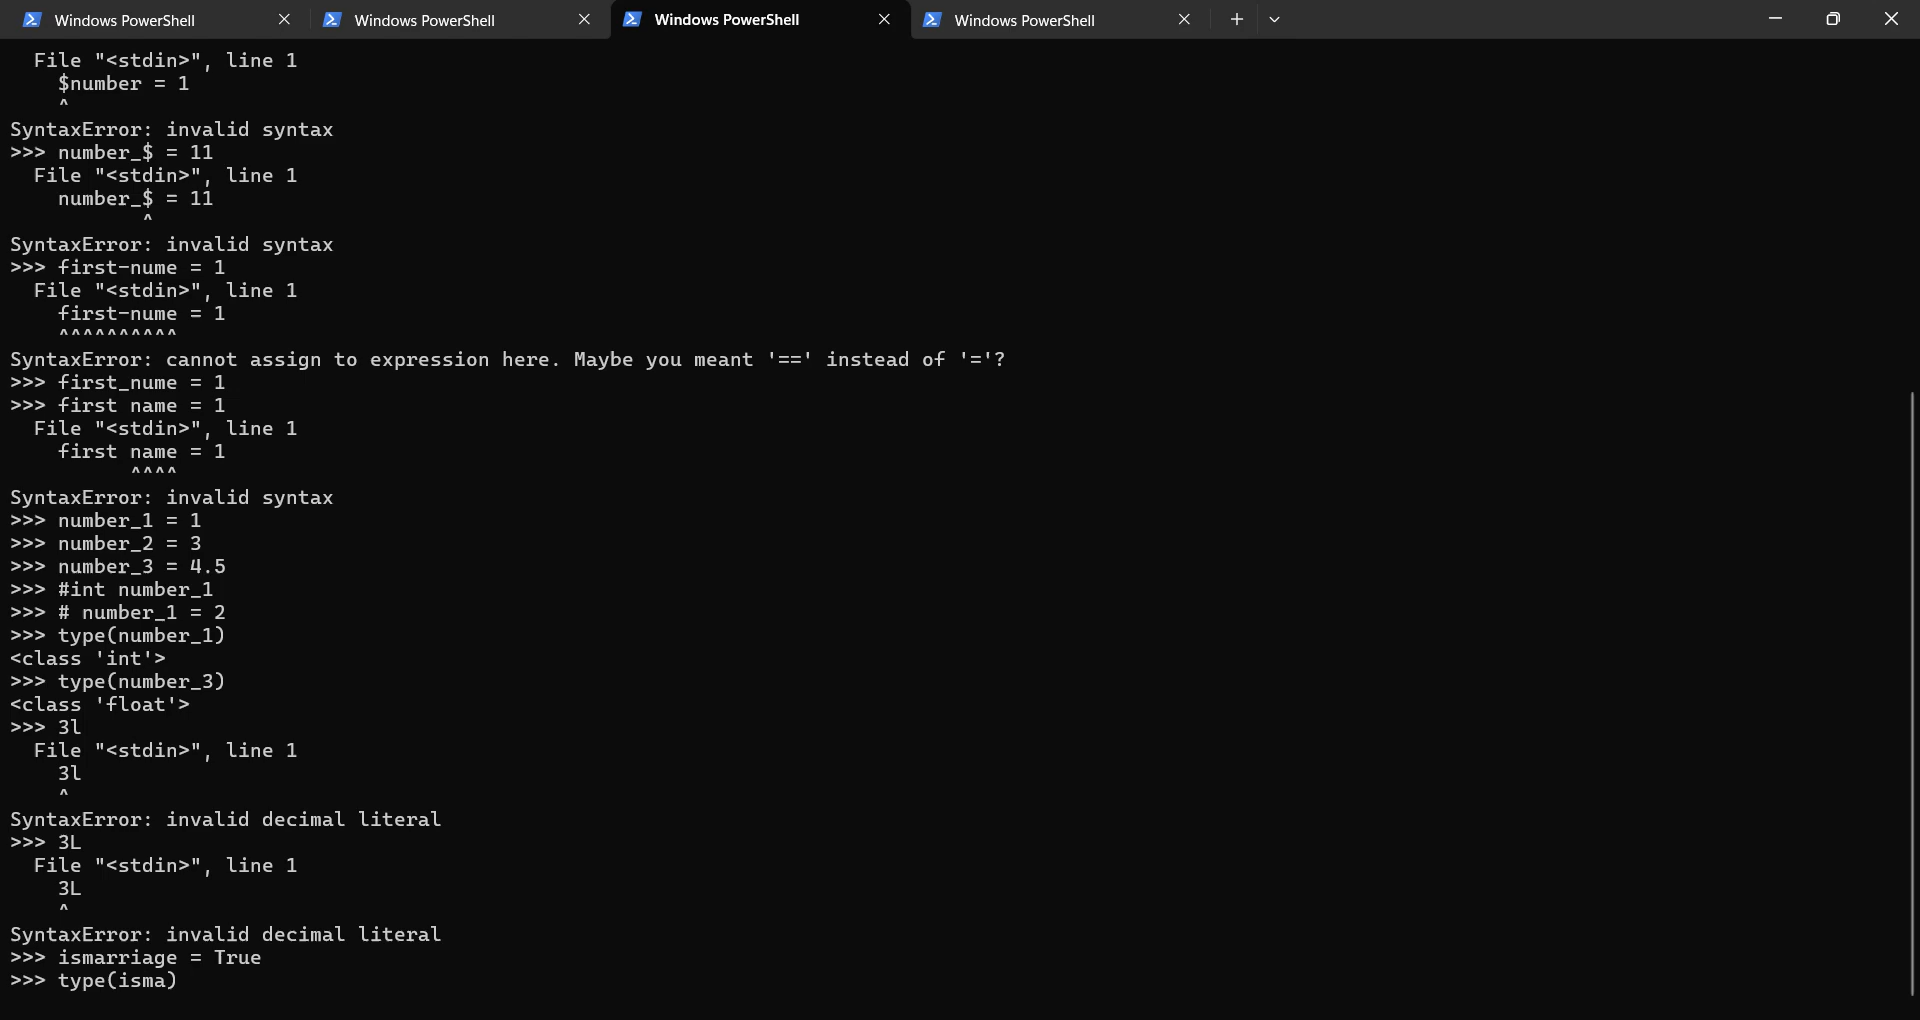 Windows PowerShell
Windows PowerShell
Windows PowerShell
Windows PowerShell
File "<stdin>", line 1
$number = 1
^
SyntaxError: invalid syntax
>>> number_$ = 11
File "<stdin>", line 1
number_$ = 11
^
SyntaxError: invalid syntax
>>> first-nume = 1
File "<stdin>", line 1
first-nume = 1
^^^^^^^^^^
SyntaxError: cannot assign to expression here. Maybe you meant '==' instead of '='?
>>> first_nume = 1
>>> first name = 1
File "<stdin>", line 1
first name = 1
^^^^
SyntaxError: invalid syntax
>>> number_1 = 1
>>> number_2 = 3
>>> number_3 = 4.5
>>> #int number_1
>>> # number_1 = 2
>>> type(number_1)
<class 'int'>
>>> type(number_3)
<class 'float'>
>>> 3l
File "<stdin>", line 1
3l
^
SyntaxError: invalid decimal literal
>>> 3L
File "<stdin>", line 1
3L
^
SyntaxError: invalid decimal literal
>>> ismarriage = True
>>> type(isma)